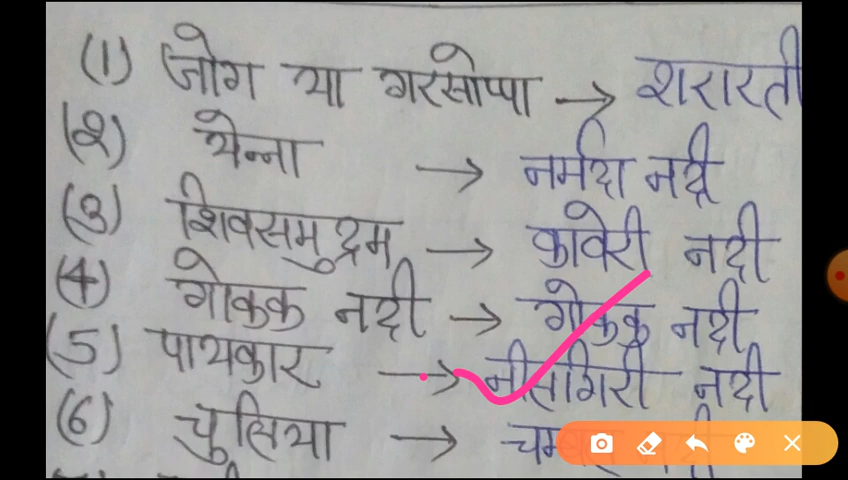 (1) जोग या गरसोप्पा → शरारती
(2) येन्ना → नर्मदा नदी
(3) शिवसमुद्रम → कावेरी नदी
(4) गोकक नदी → गोकक नदी
(5) पायकार → नीलगिरी नदी
(6) चुलिया →